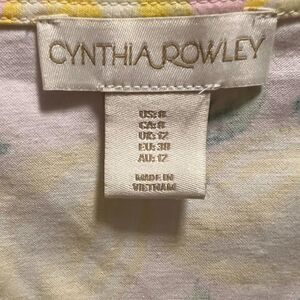 CYNTHIA ROWLEY
US: 8
CA: 8
UK: 12
EU: 38
AU: 12
MADE IN
VIETNAM